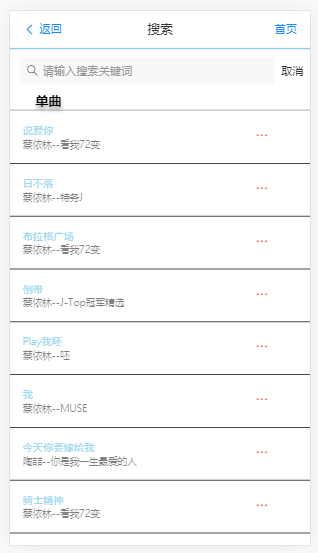 返回 搜索 首页
请输入搜索关键词 取消
单曲
说爱你
蔡依林--看我72变
日不落
蔡依林--特务J
布拉格广场
蔡依林--看我72变
倒带
蔡依林--J-Top冠军精选
Play我呸
蔡依林--呸
我
蔡依林--MUSE
今天你要嫁给我
陶喆--你是我一生最爱的人
骑士精神
蔡依林--看我72变